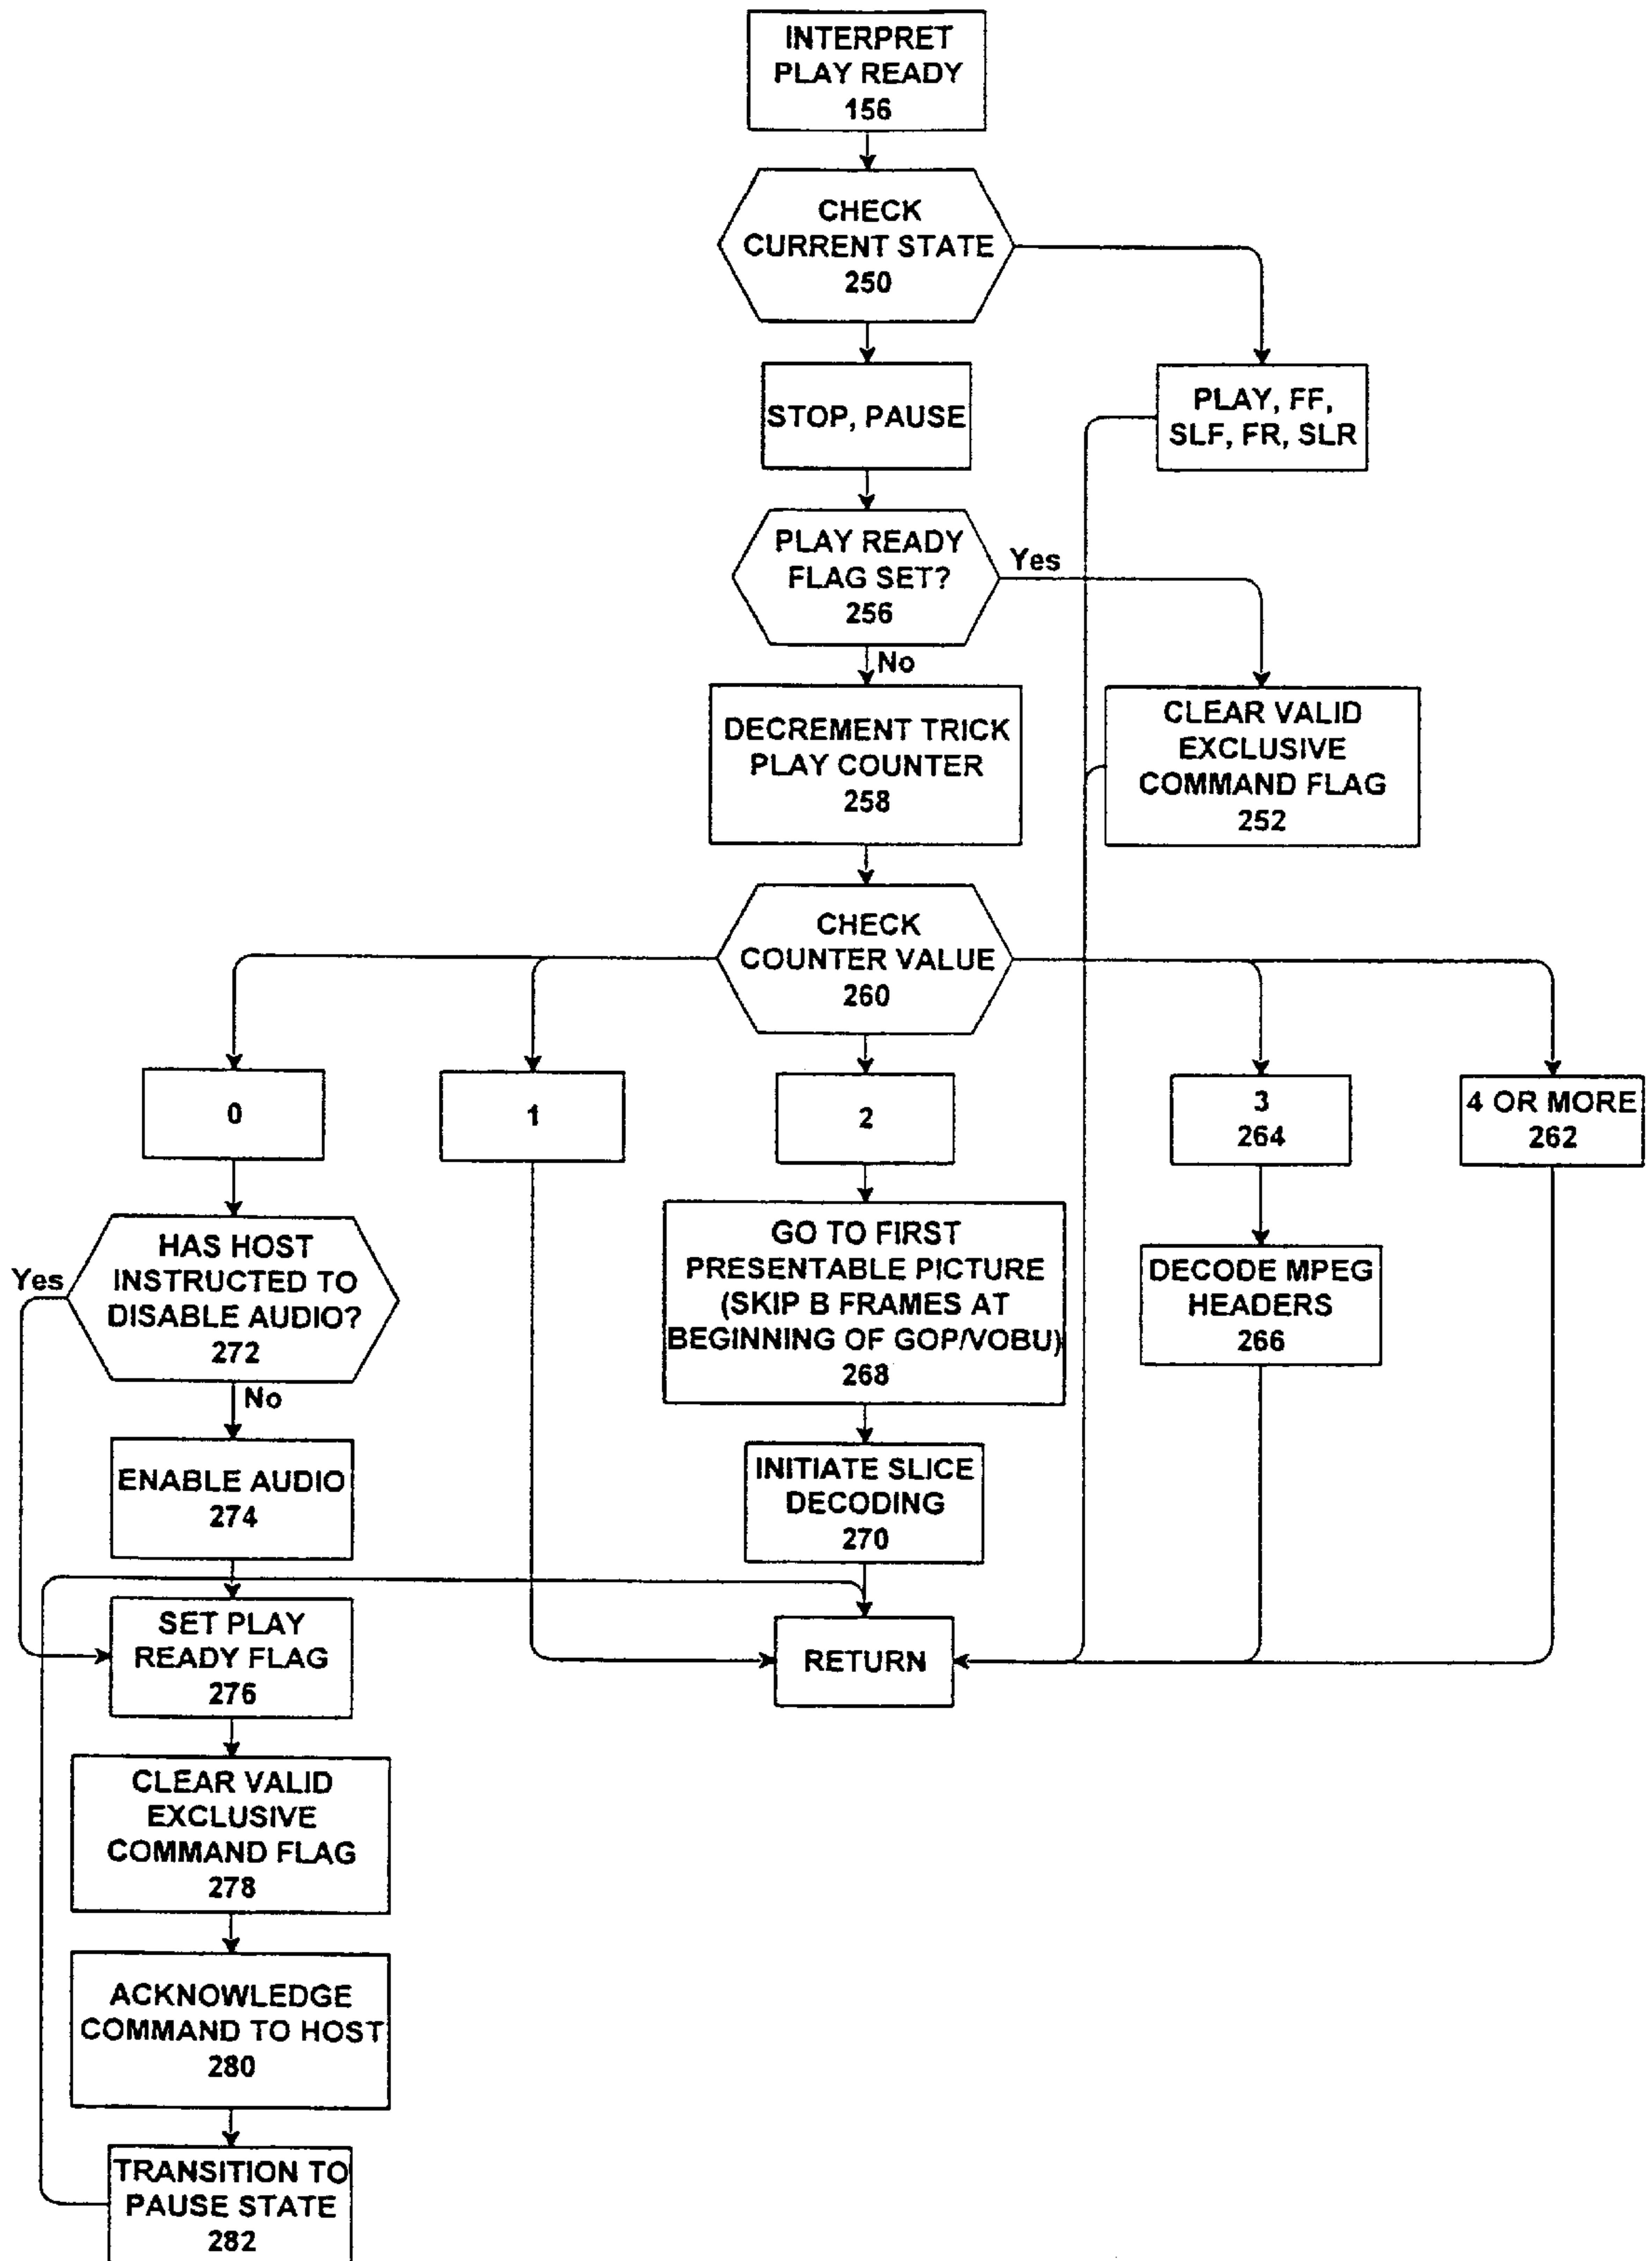 INTERPRET
PLAY READY
156
CHECK
CURRENT STATE
250
STOP, PAUSE
PLAY, FF,
SLF, FR, SLR
PLAY READY
FLAG SET?
256
Yes
No
DECREMENT TRICK
PLAY COUNTER
258
CLEAR VALID
EXCLUSIVE
COMMAND FLAG
252
CHECK
COUNTER VALUE
260
0
1
2
3
264
4 OR MORE
262
HAS HOST
INSTRUCTED TO
DISABLE AUDIO?
272
Yes
No
GO TO FIRST
PRESENTABLE PICTURE
(SKIP B FRAMES AT
BEGINNING OF GOP/VOBU)
268
DECODE MPEG
HEADERS
266
ENABLE AUDIO
274
INITIATE SLICE
DECODING
270
SET PLAY
READY FLAG
276
RETURN
CLEAR VALID
EXCLUSIVE
COMMAND FLAG
278
ACKNOWLEDGE
COMMAND TO HOST
280
TRANSITION TO
PAUSE STATE
282